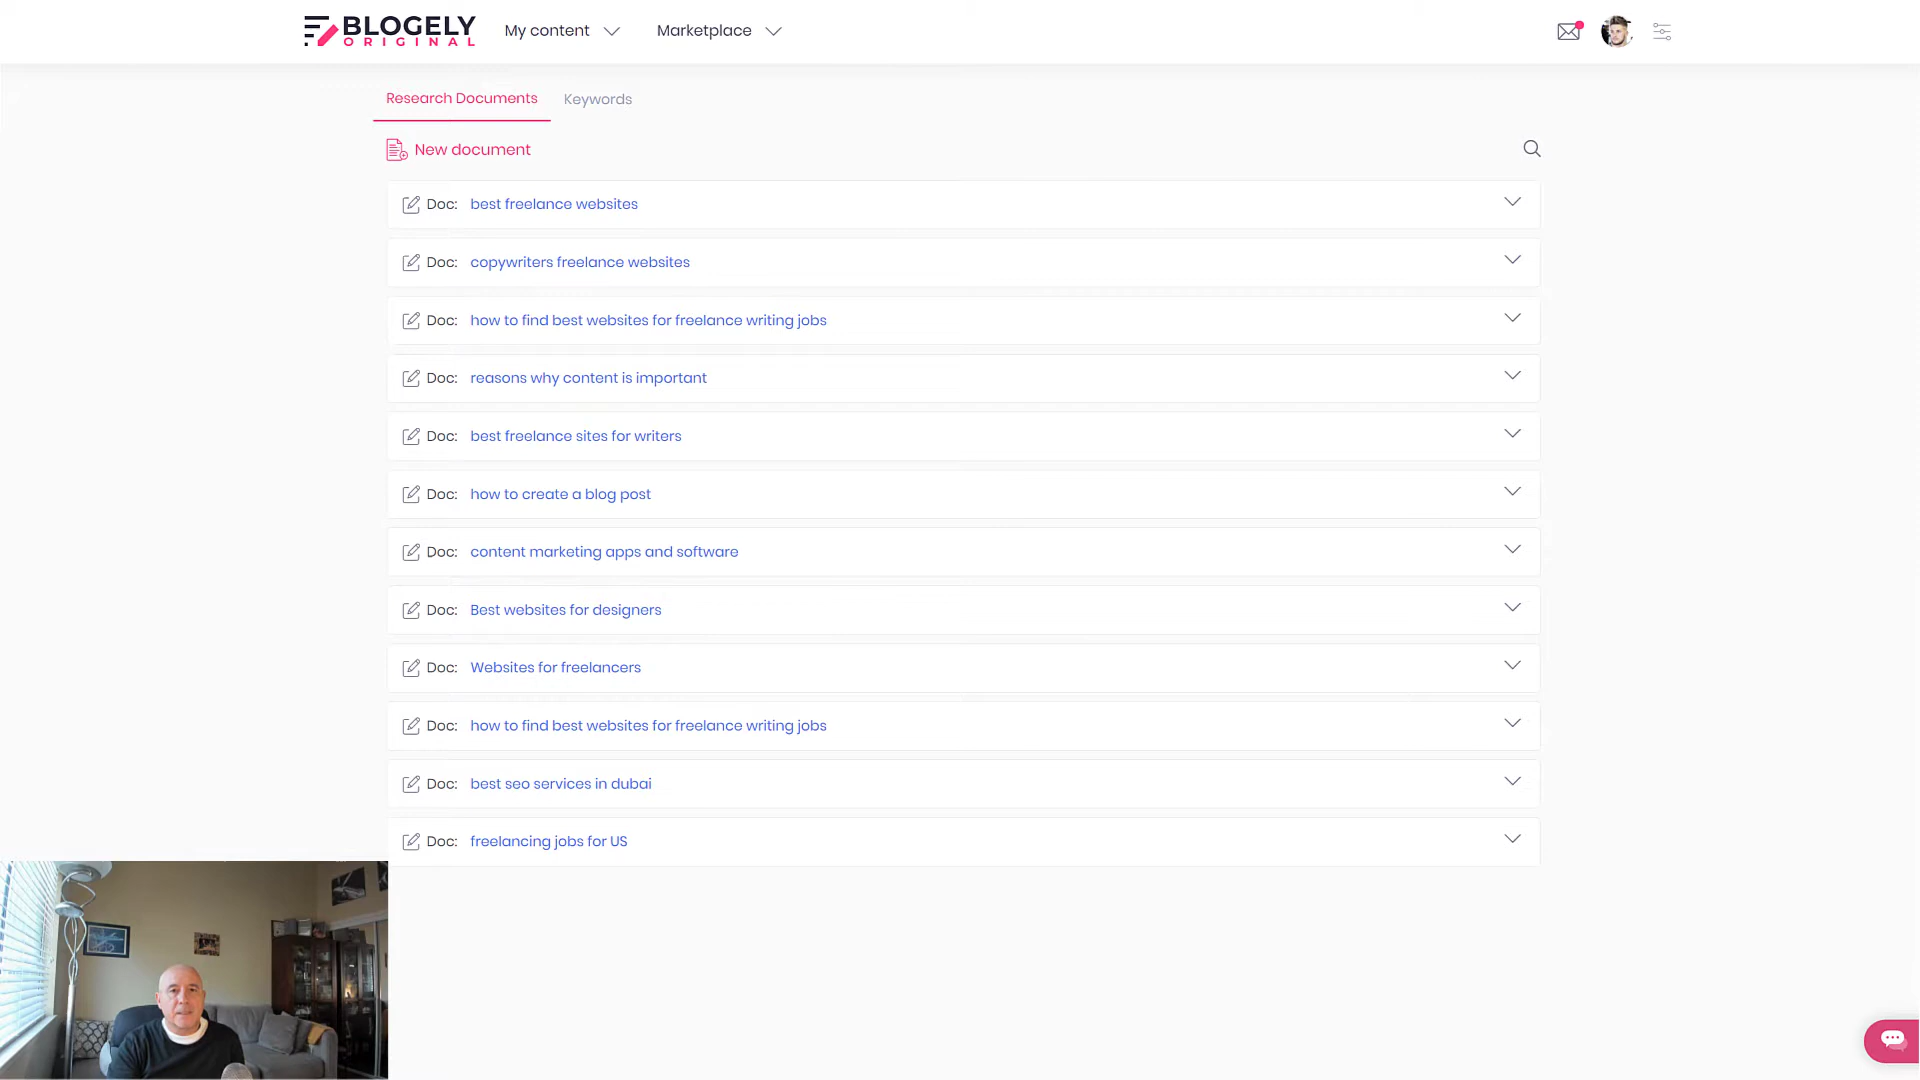 BLOGELY
ORIGINAL
My content
Marketplace
Research Documents
Keywords
New document
Doc: best freelance websites
Doc: copywriters freelance websites
Doc: how to find best websites for freelance writing jobs
Doc: reasons why content is important
Doc: best freelance sites for writers
Doc: how to create a blog post
Doc: content marketing apps and software
Doc: Best websites for designers
Doc: Websites for freelancers
Doc: how to find best websites for freelance writing jobs
Doc: best seo services in dubai
Doc: freelancing jobs for US